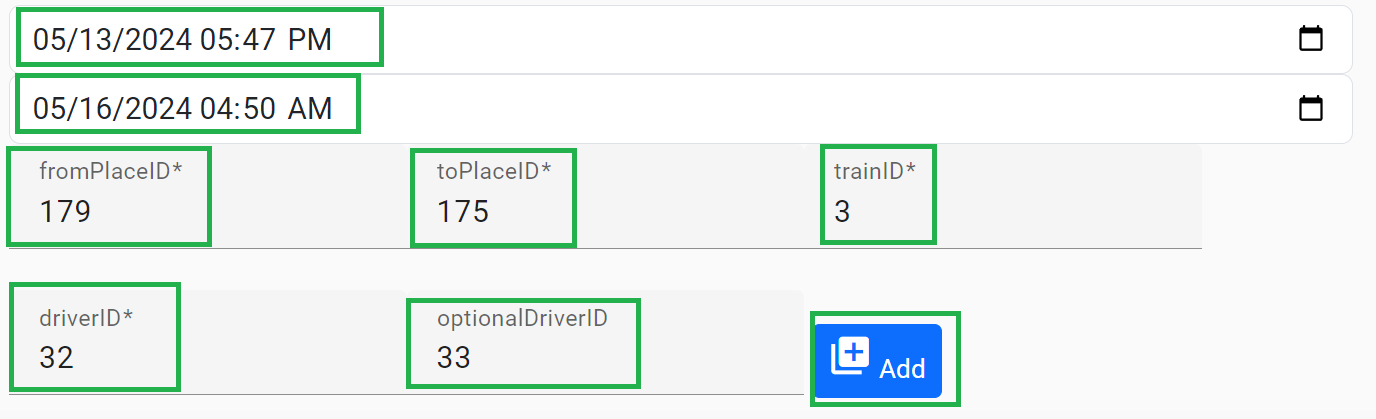 05/13/2024 05:47 PM
05/16/2024 04:50 AM
fromPlaceID* toPlaceID* trainID*
179 175 3
driverID* optionalDriverID
32 33
Add